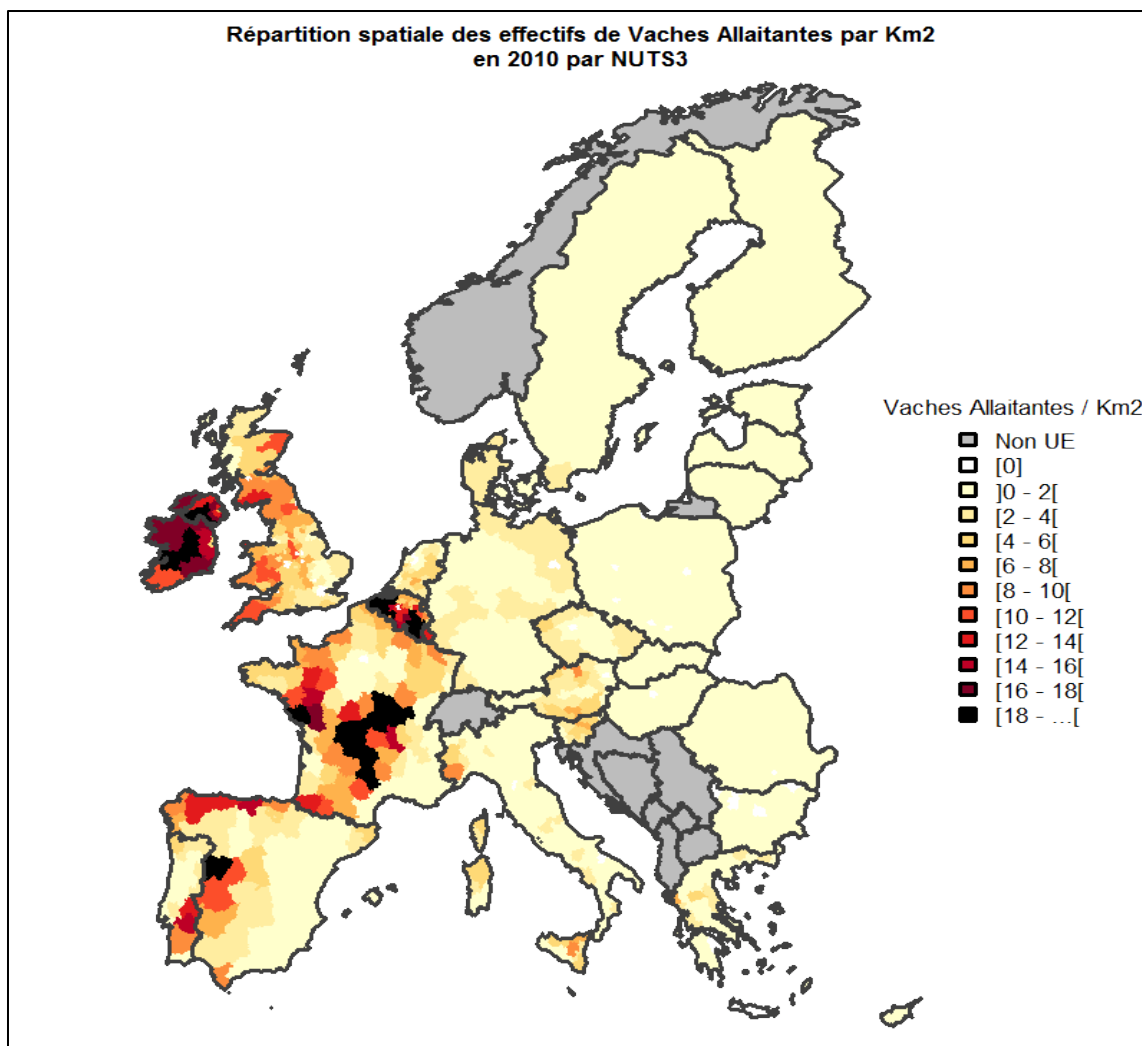 Répartition spatiale des effectifs de Vaches Allaitantes par Km2
en 2010 par NUTS3
Vaches Allaitantes / Km2
Non UE
[0]
]0 - 2[
[2 - 4[
[4 - 6[
[6 - 8[
[8 - 10[
[10 - 12[
[12 - 14[
[14 - 16[
[16 - 18[
[18 - ...[